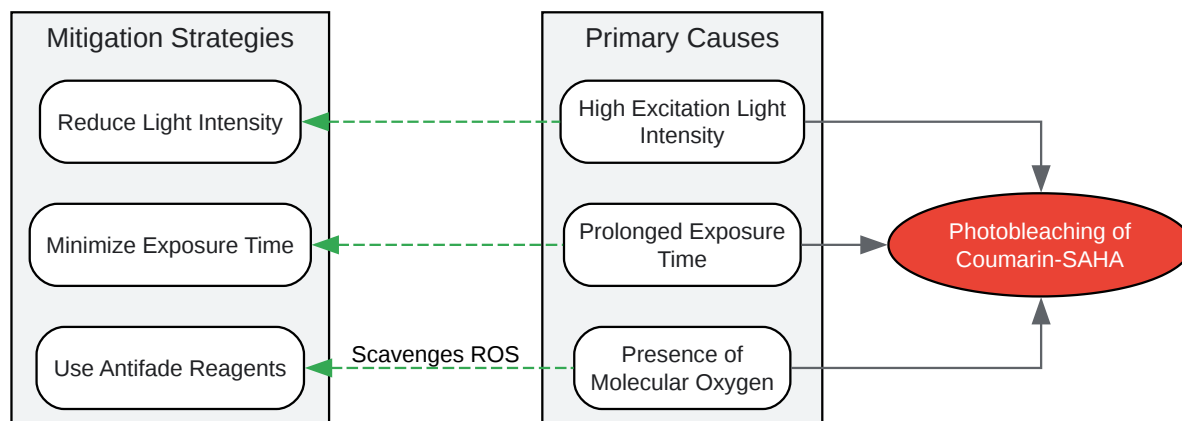 Mitigation Strategies
Reduce Light Intensity
Minimize Exposure Time
Use Antifade Reagents
Scavenges ROS
Primary Causes
High Excitation Light
Intensity
Prolonged Exposure
Time
Presence of
Molecular Oxygen
Photobleaching of
Coumarin-SAHA